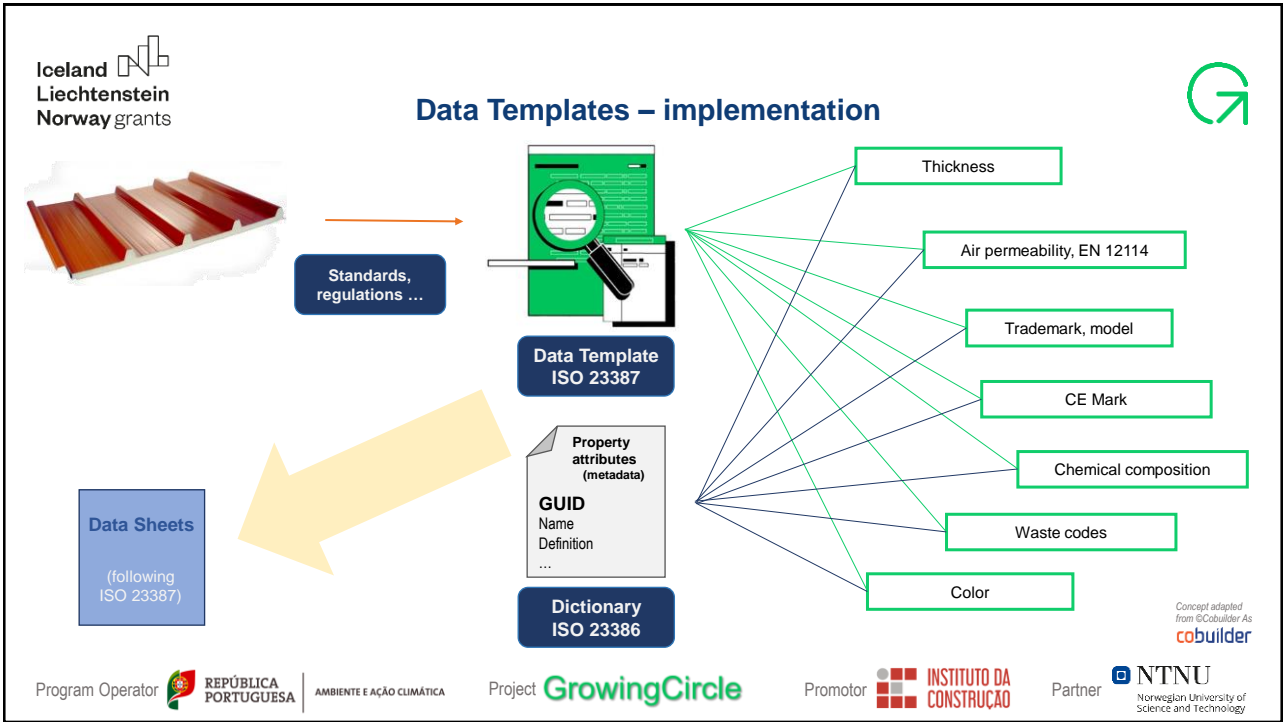 Iceland
Liechtenstein
Norway grants
Data Templates – implementation
Standards,
regulations …
Data Template
ISO 23387
Property
attributes
(metadata)
GUID
Name
Definition
…
Dictionary
ISO 23386
Data Sheets
(following
ISO 23387)
Thickness
Air permeability, EN 12114
Trademark, model
CE Mark
Chemical composition
Waste codes
Color
Concept adapted
from ©Cobuilder As
cobuilder
Program Operator
REPÚBLICA
PORTUGUESA
AMBIENTE E AÇÃO CLIMÁTICA
Project GrowingCircle
Promotor
INSTITUTO DA
CONSTRUÇÃO
Partner
NTNU
Norwegian University of
Science and Technology